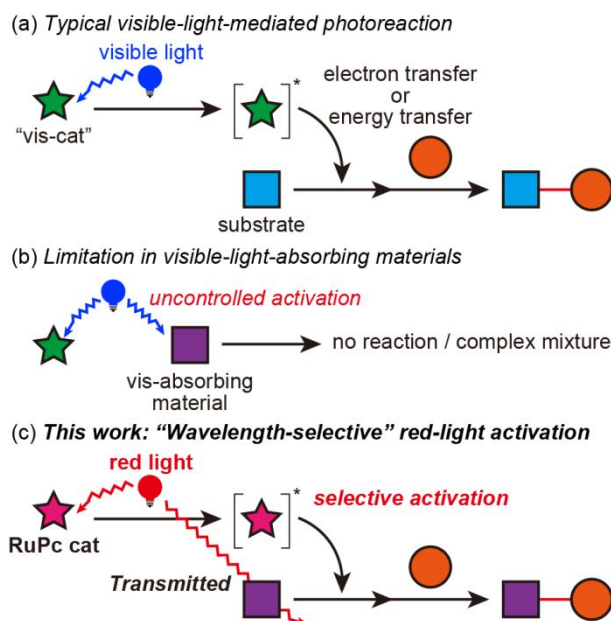 (a) Typical visible-light-mediated photoreaction
visible light
"vis-cat"
*
electron transfer
or
energy transfer
substrate
(b) Limitation in visible-light-absorbing materials
uncontrolled activation
no reaction / complex mixture
vis-absorbing
material
(c) This work: "Wavelength-selective" red-light activation
red light
RuPc cat
*
selective activation
Transmitted